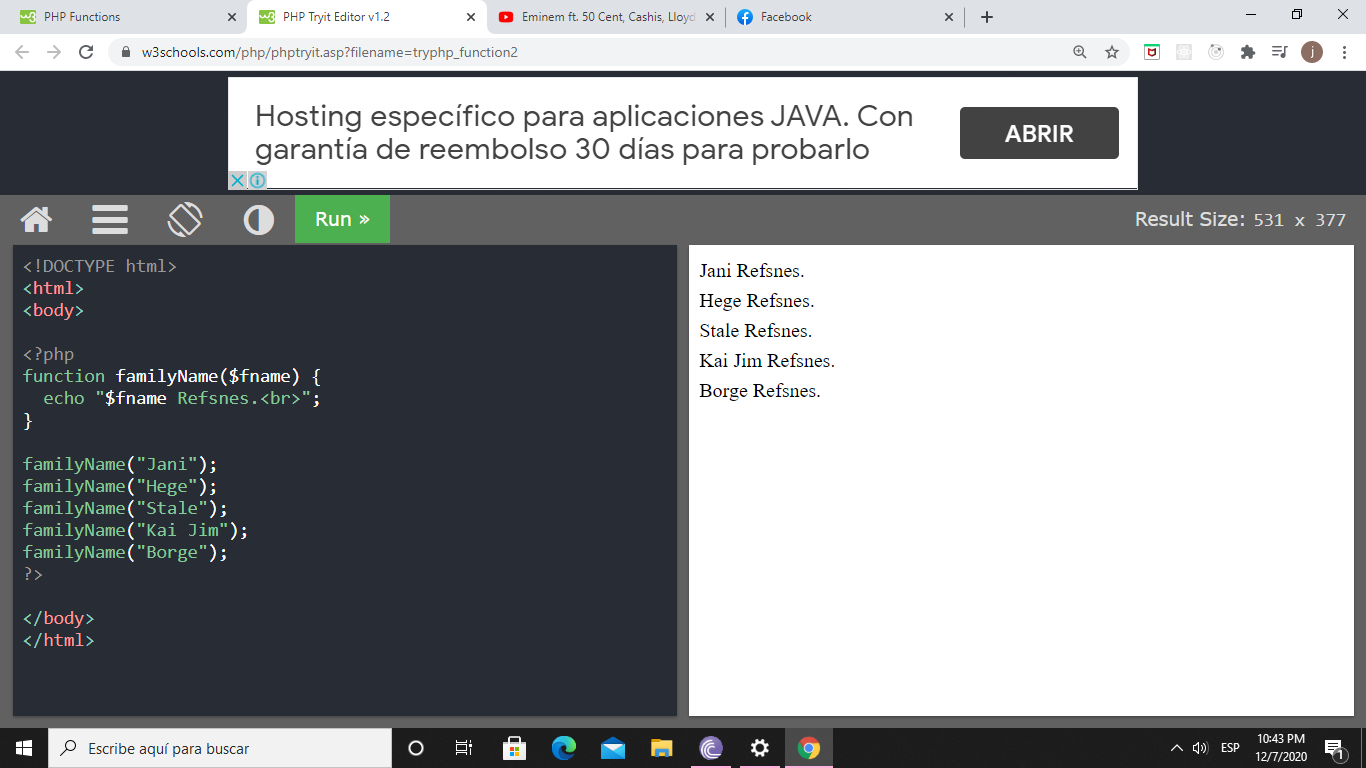 PHP Functions
PHP Tryit Editor v1.2
Eminem ft. 50 Cent, Cashis, Lloyd
Facebook
w3schools.com/php/phptryit.asp?filename=tryphp_function2
j
Hosting específico para aplicaciones JAVA. Con
garantía de reembolso 30 días para probarlo
ABRIR
Run »
Result Size: 531 x 377
<!DOCTYPE html>
<html>
<body>
<?php
function familyName($fname) {
  echo "$fname Refsnes.<br>";
}
familyName("Jani");
familyName("Hege");
familyName("Stale");
familyName("Kai Jim");
familyName("Borge");
?>
</body>
</html>
Jani Refsnes.
Hege Refsnes.
Stale Refsnes.
Kai Jim Refsnes.
Borge Refsnes.
Escribe aquí para buscar
ESP
10:43 PM
12/7/2020
1